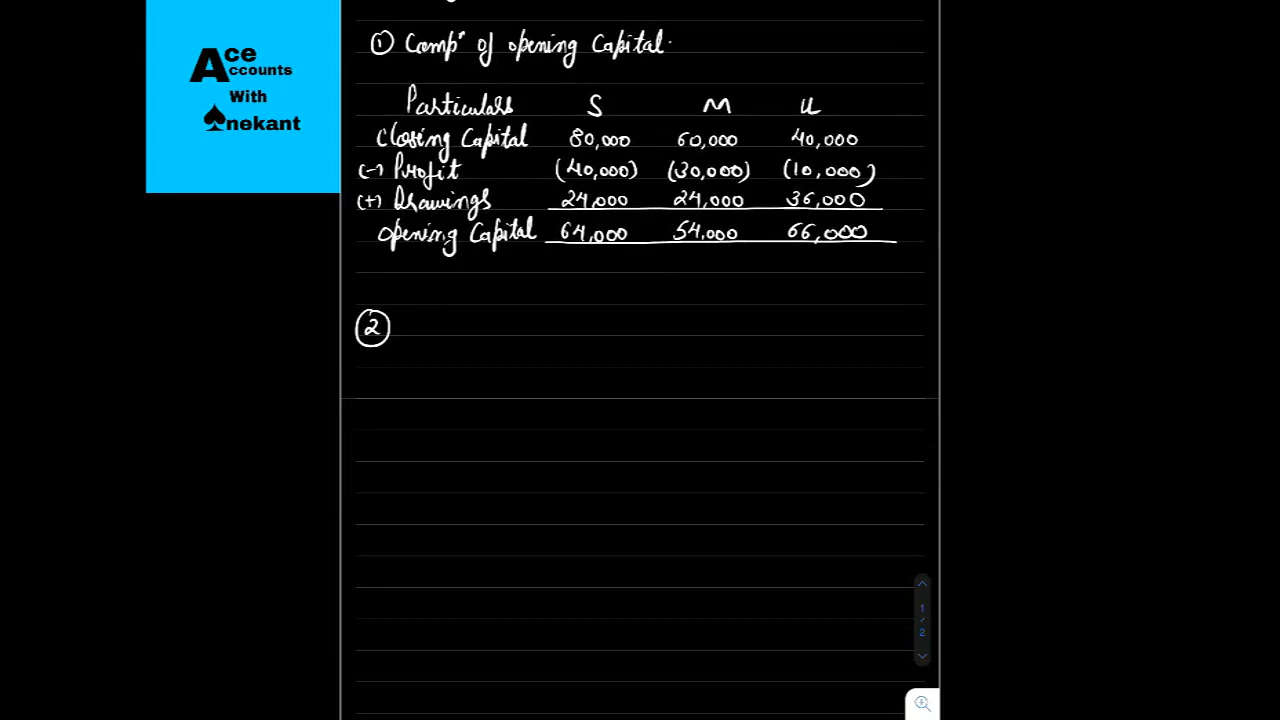 Ace
ccounts
With
♠nekant
① Compⁿ of opening Capital.
Particulars S M U
Closing Capital 80,000 60,000 40,000
(-) Profit (40,000) (30,000) (10,000)
(+) Drawings 24,000 24,000 36,000
Opening Capital 64,000 54,000 66,000
②
1
/
2